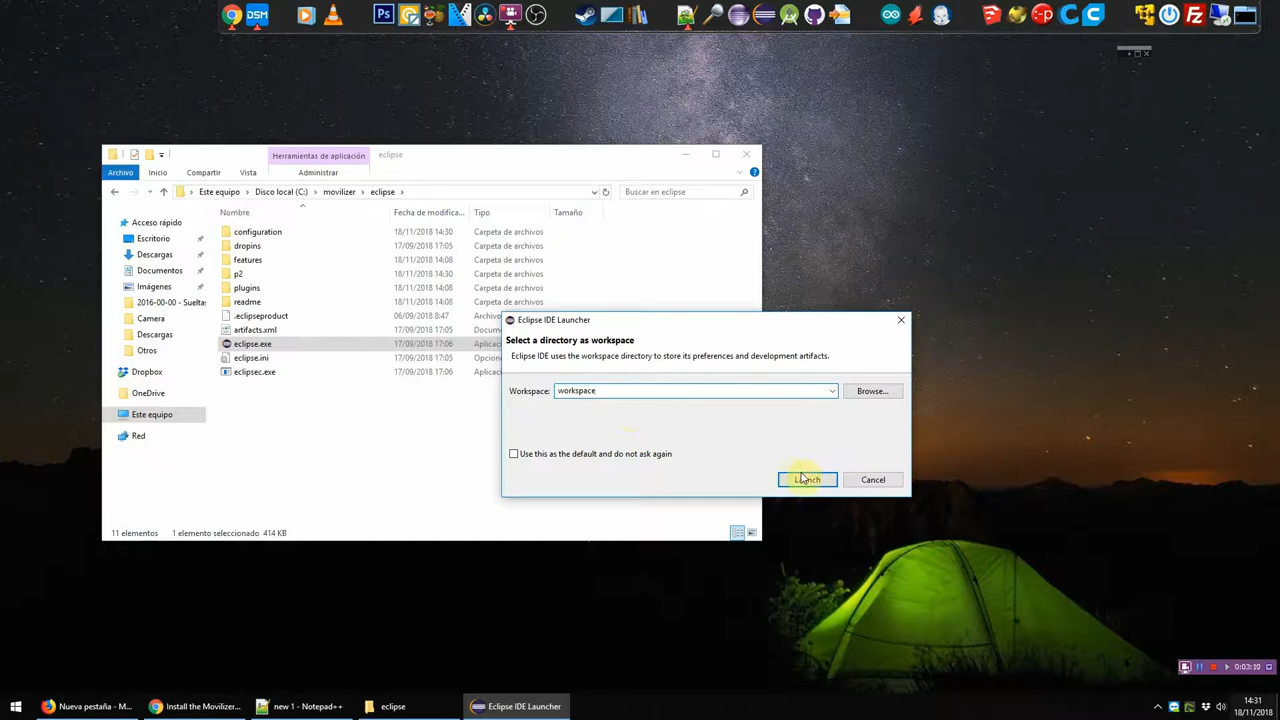 DSM
Ps
Herramientas de aplicación
eclipse
Archivo
Inicio
Compartir
Vista
Administrar
Este equipo
Disco local (C:)
movilizer
eclipse
Buscar en eclipse
Nombre
Fecha de modifica...
Tipo
Tamaño
Acceso rápido
Escritorio
Descargas
Documentos
Imágenes
2016-00-00 - Suelta
Camera
Descargas
Otros
Dropbox
OneDrive
Este equipo
Red
configuration 18/11/2018 14:30 Carpeta de archivos
dropins 17/09/2018 17:05 Carpeta de archivos
features 18/11/2018 14:08 Carpeta de archivos
p2 18/11/2018 14:30 Carpeta de archivos
plugins 18/11/2018 14:08 Carpeta de archivos
readme 18/11/2018 14:08 Carpeta de archivos
.eclipseproduct 06/09/2018 8:47 Archivo
artifacts.xml 17/09/2018 17:05 Docum
eclipse.exe 17/09/2018 17:06 Aplicac
eclipse.ini 17/09/2018 17:05 Opcion
eclipsec.exe 17/09/2018 17:06 Aplicac
11 elementos 1 elemento seleccionado 414 KB
Eclipse IDE Launcher
Select a directory as workspace
Eclipse IDE uses the workspace directory to store its preferences and development artifacts.
Workspace: workspace
Browse...
Use this as the default and do not ask again
Launch
Cancel
0:03:19
Nueva pestaña - M...
Install the Movilizer...
new 1 - Notepad++
eclipse
Eclipse IDE Launcher
14:31
18/11/2018